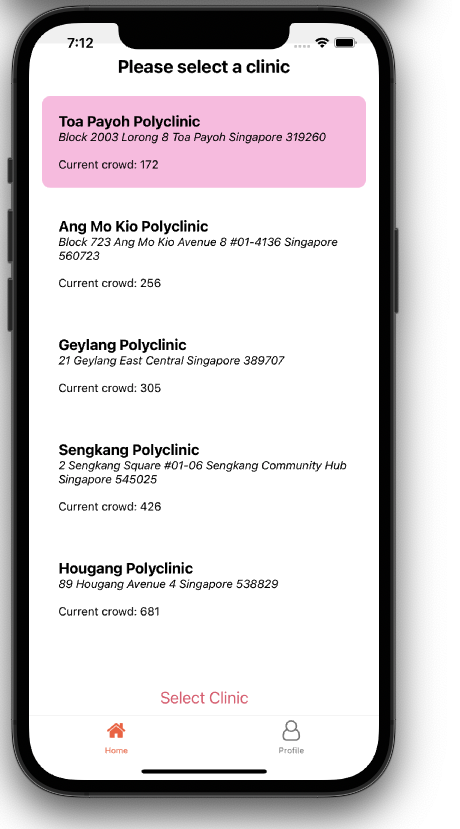 7:12
Please select a clinic
Toa Payoh Polyclinic
Block 2003 Lorong 8 Toa Payoh Singapore 319260
Current crowd: 172
Ang Mo Kio Polyclinic
Block 723 Ang Mo Kio Avenue 8 #01-4136 Singapore
560723
Current crowd: 256
Geylang Polyclinic
21 Geylang East Central Singapore 389707
Current crowd: 305
Sengkang Polyclinic
2 Sengkang Square #01-06 Sengkang Community Hub
Singapore 545025
Current crowd: 426
Hougang Polyclinic
89 Hougang Avenue 4 Singapore 538829
Current crowd: 681
Select Clinic
Home
Profile